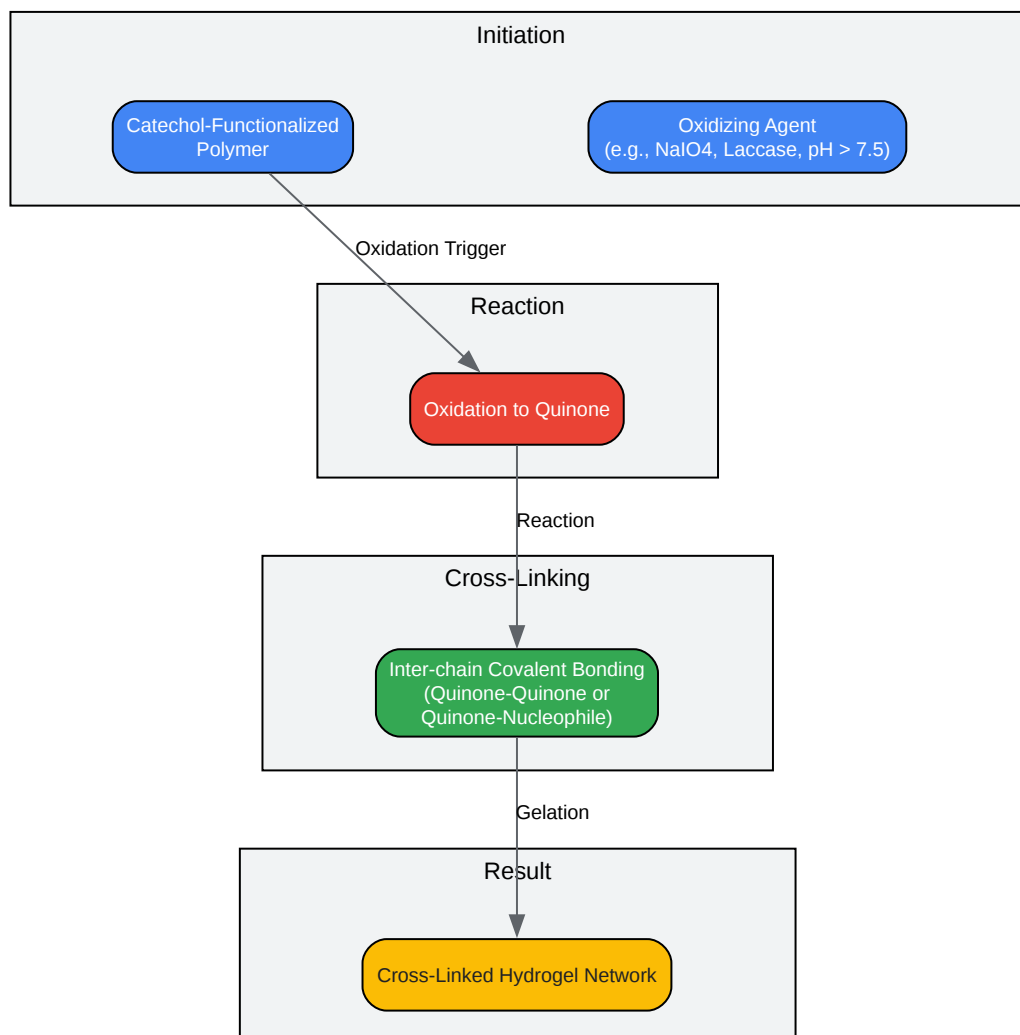 Initiation
Catechol-Functionalized
Polymer
Oxidizing Agent
(e.g., NaIO4, Laccase, pH > 7.5)
Oxidation Trigger
Reaction
Oxidation to Quinone
Reaction
Cross-Linking
Inter-chain Covalent Bonding
(Quinone-Quinone or
Quinone-Nucleophile)
Gelation
Result
Cross-Linked Hydrogel Network